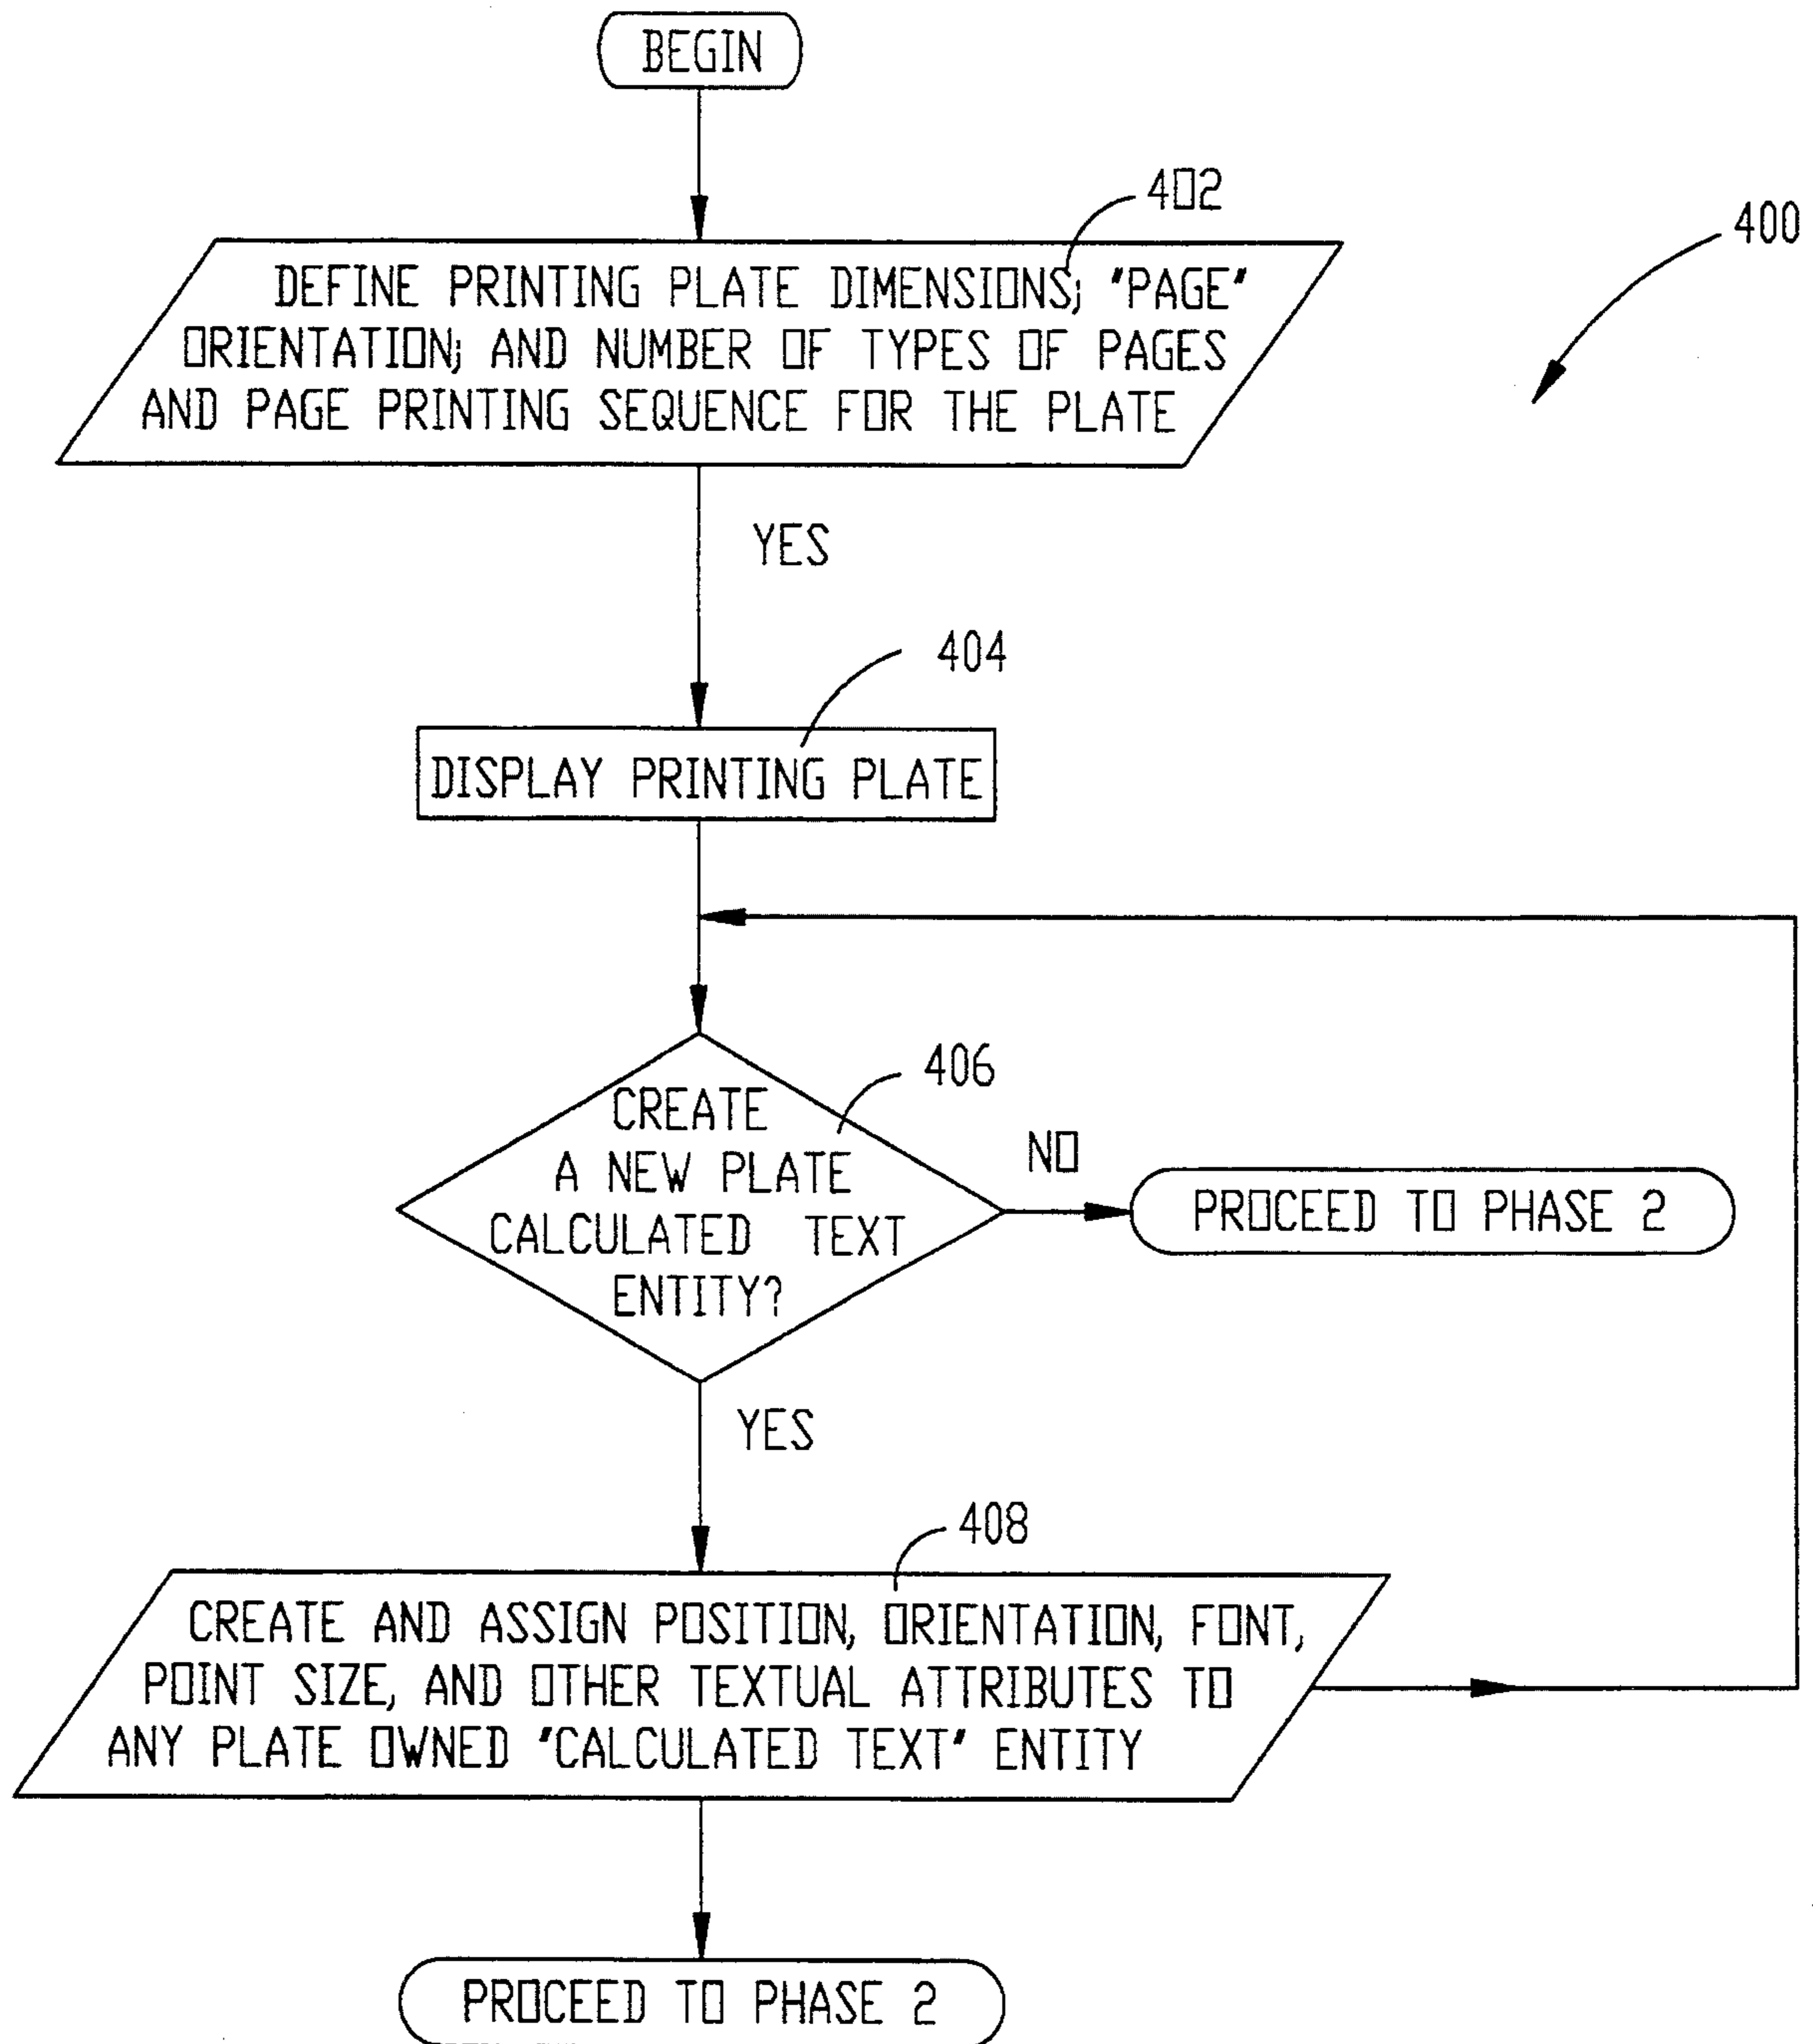 BEGIN
402
400
DEFINE PRINTING PLATE DIMENSIONS; "PAGE"
ORIENTATION; AND NUMBER OF TYPES OF PAGES
AND PAGE PRINTING SEQUENCE FOR THE PLATE
YES
404
DISPLAY PRINTING PLATE
406
CREATE
A NEW PLATE
CALCULATED TEXT
ENTITY?
NO
PROCEED TO PHASE 2
YES
408
CREATE AND ASSIGN POSITION, ORIENTATION, FONT,
POINT SIZE, AND OTHER TEXTUAL ATTRIBUTES TO
ANY PLATE OWNED "CALCULATED TEXT" ENTITY
PROCEED TO PHASE 2